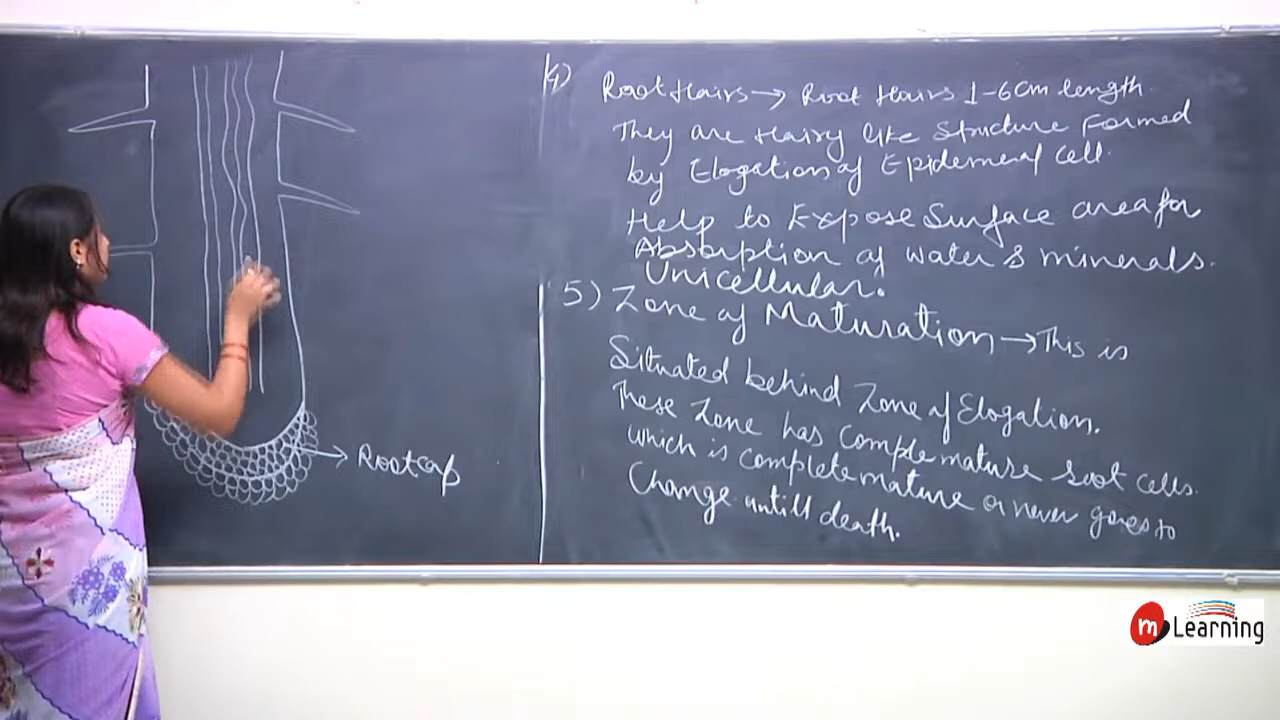 Rootcap
4) Root Hairs → Root Hairs 1-6cm length.
They are Hairy like Structure Formed
by Elogation of Epidermal cell.
Help to Expose Surface area for
Absorption of water & minerals.
Unicellular.
5) Zone of Maturation → This is
Situated behind Zone of Elogation.
These Zone has comple mature root cells.
which is complete mature or never goes to
Change untill death.
m Learning